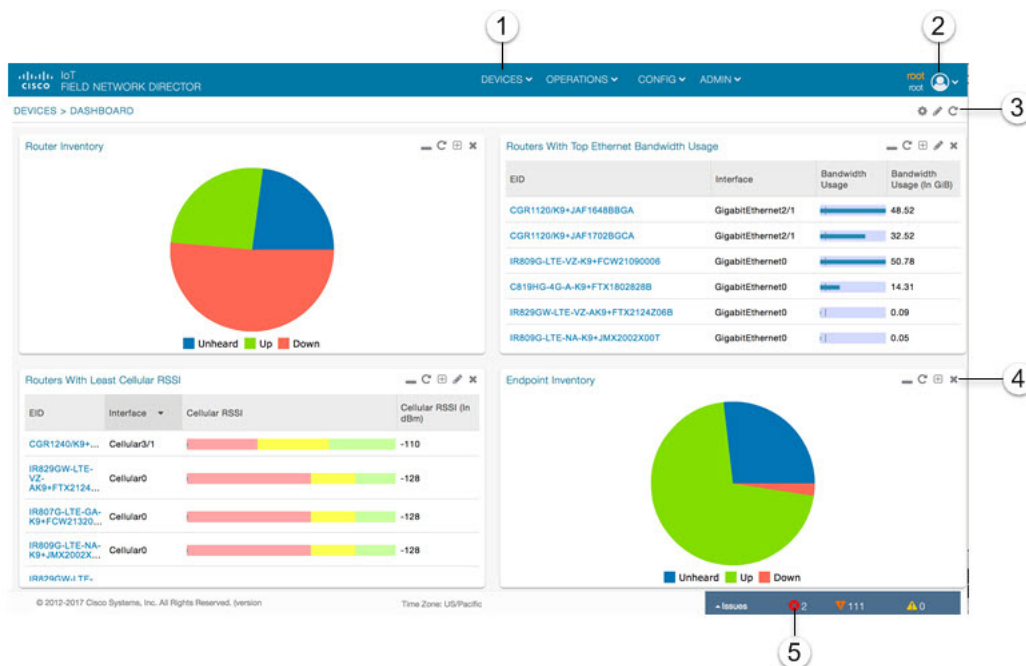 1
2
CISCO
IoT
FIELD NETWORK DIRECTOR
DEVICES
OPERATIONS
CONFIG
ADMIN
root
root
DEVICES > DASHBOARD
3
Router Inventory
Unheard Up Down
Routers With Top Ethernet Bandwidth Usage
EID Interface Bandwidth Usage Bandwidth Usage (In GiB)
CGR1120/K9+JAF1648BBGA GigabitEthernet2/1 48.52
CGR1120/K9+JAF1702BGCA GigabitEthernet2/1 32.52
IR809G-LTE-VZ-K9+FCW21090006 GigabitEthernet0 50.78
C819HG-4G-A-K9+FTX1802828B GigabitEthernet0 14.31
IR829GW-LTE-VZ-AK9+FTX2124Z06B GigabitEthernet0 0.09
IR809G-LTE-NA-K9+JMX2002X00T GigabitEthernet0 0.05
Routers With Least Cellular RSSI
EID Interface Cellular RSSI Cellular RSSI (In dBm)
CGR1240/K9+... Cellular3/1 -110
IR829GW-LTE-
VZ-
AK9+FTX2124... Cellular0 -128
IR807G-LTE-GA-
K9+FCW21320... Cellular0 -128
IR809G-LTE-NA-
K9+JMX2002X... Cellular0 -128
IR829GW-LTE-
Endpoint Inventory
4
Unheard Up Down
© 2012-2017 Cisco Systems, Inc. All Rights Reserved. (version
Time Zone: US/Pacific
Issues 2 111 0
5